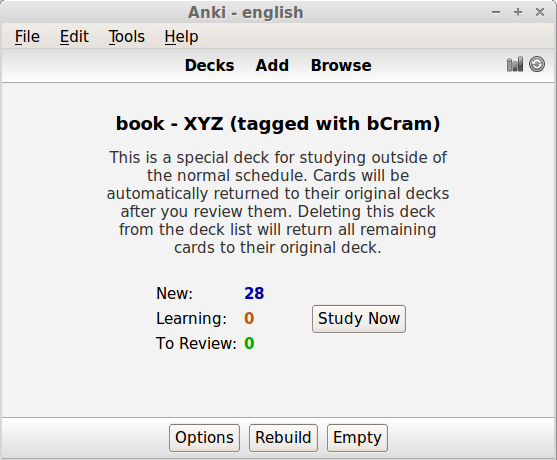 Anki - english
File Edit Tools Help
Decks Add Browse
book - XYZ (tagged with bCram)
This is a special deck for studying outside of
the normal schedule. Cards will be
automatically returned to their original decks
after you review them. Deleting this deck
from the deck list will return all remaining
cards to their original deck.
New: 28
Learning: 0
Study Now
To Review: 0
Options Rebuild Empty